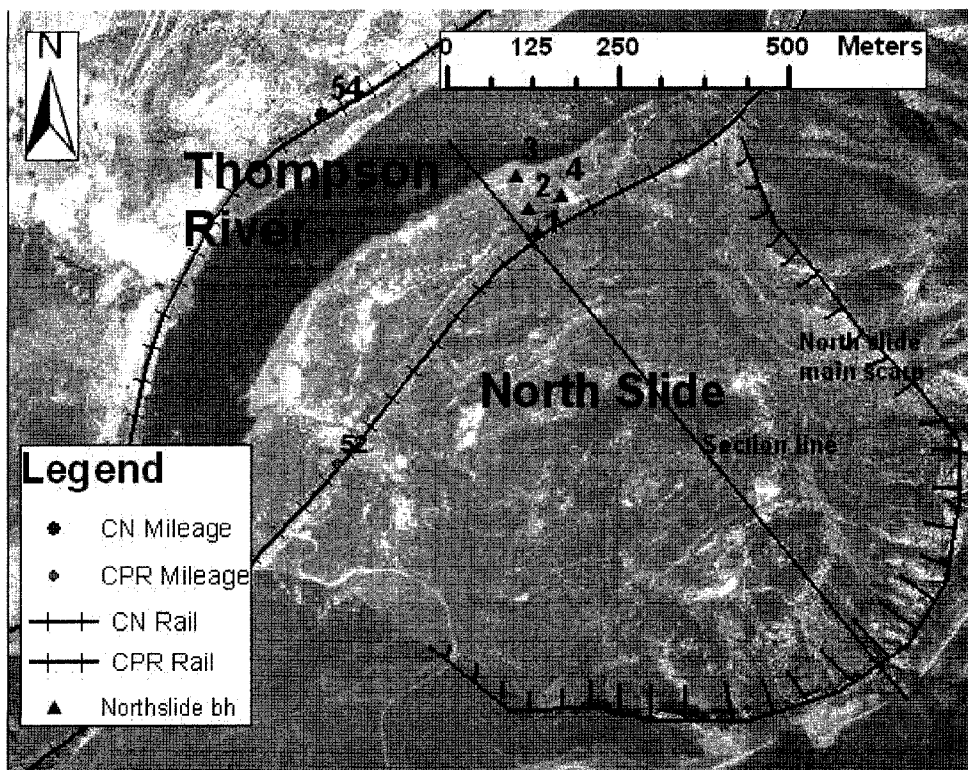 N
0 125 250 500 Meters
54
Thompson
River
3
4
2
1
North slide
main scarp
North Slide
Section line
52
Legend
CN Mileage
CPR Mileage
CN Rail
CPR Rail
Northslide bh